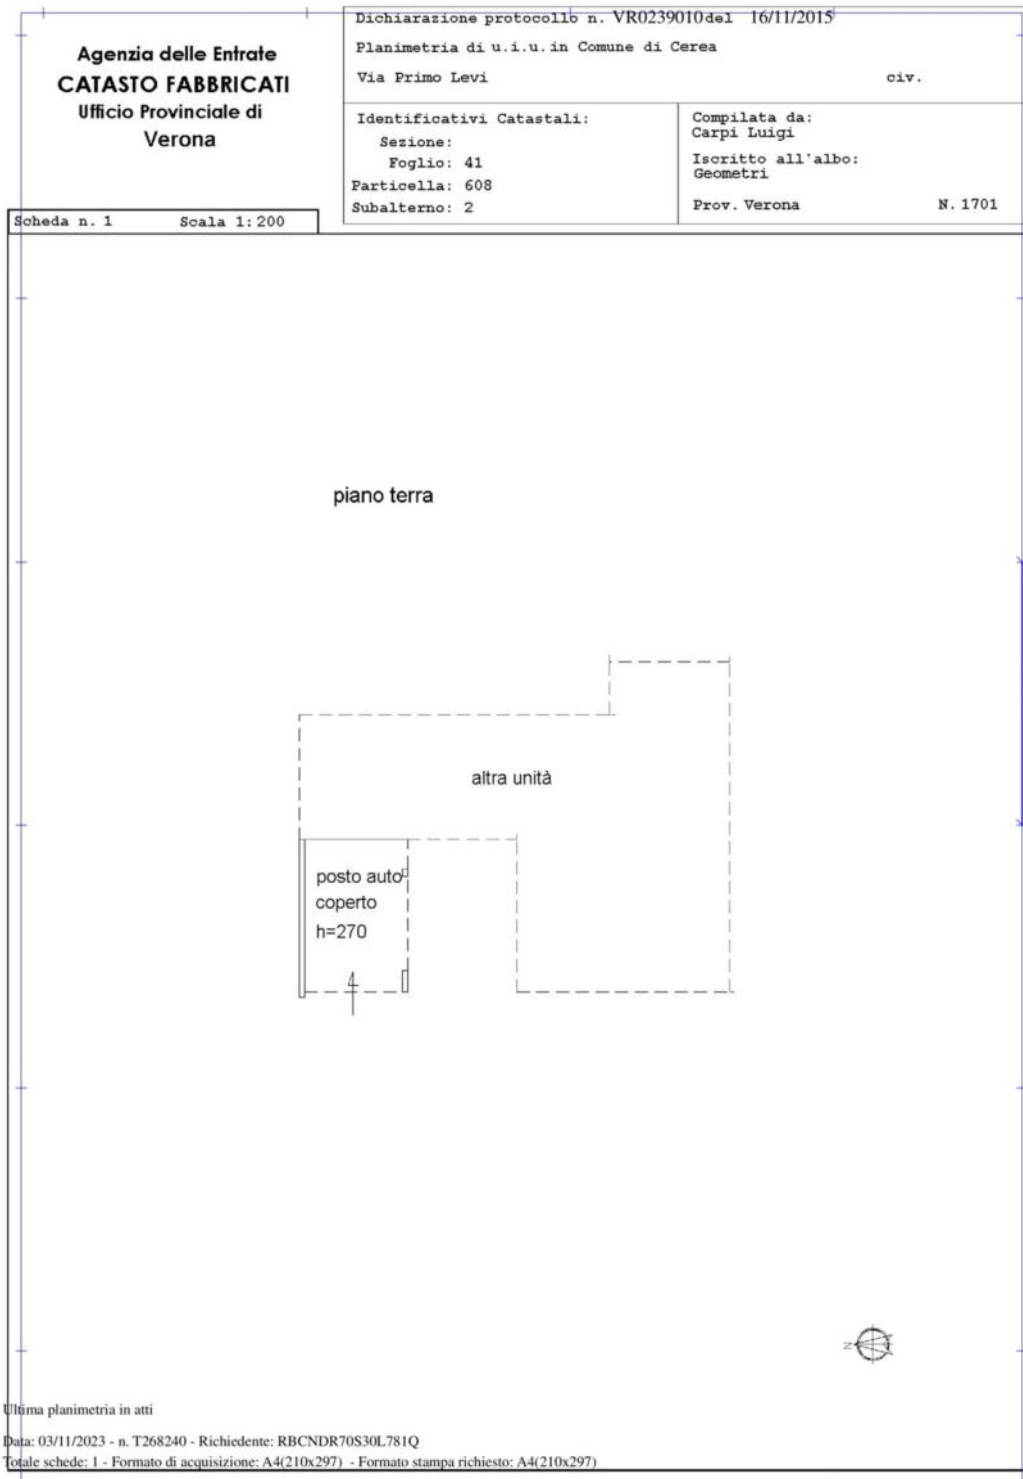 Agenzia delle Entrate
CATASTO FABBRICATI
Ufficio Provinciale di
Verona
Dichiarazione protocollo n. VR0239010 del 16/11/2015
Planimetria di u.i.u. in Comune di Cerea
Via Primo Levi civ.
Identificativi Catastali:
Sezione:
Foglio: 41
Particella: 608
Subalterno: 2
Compilata da:
Carpi Luigi
Iscritto all'albo:
Geometri
Prov. Verona N. 1701
Scheda n. 1 Scala 1:200
piano terra
altra unità
posto auto
coperto
h=270
N
Ultima planimetria in atti
Data: 03/11/2023 - n. T268240 - Richiedente: RBCNDR70S30L781Q
Totale schede: 1 - Formato di acquisizione: A4(210x297) - Formato stampa richiesto: A4(210x297)